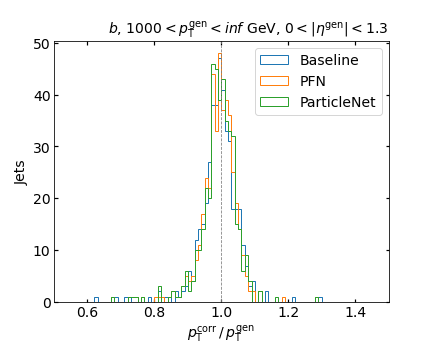 b, 1000 < p_T^gen < inf GeV, 0 < |η^gen| < 1.3
50
40
30
20
10
0
Jets
Baseline
PFN
ParticleNet
0.6 0.8 1.0 1.2 1.4
p_T^corr / p_T^gen